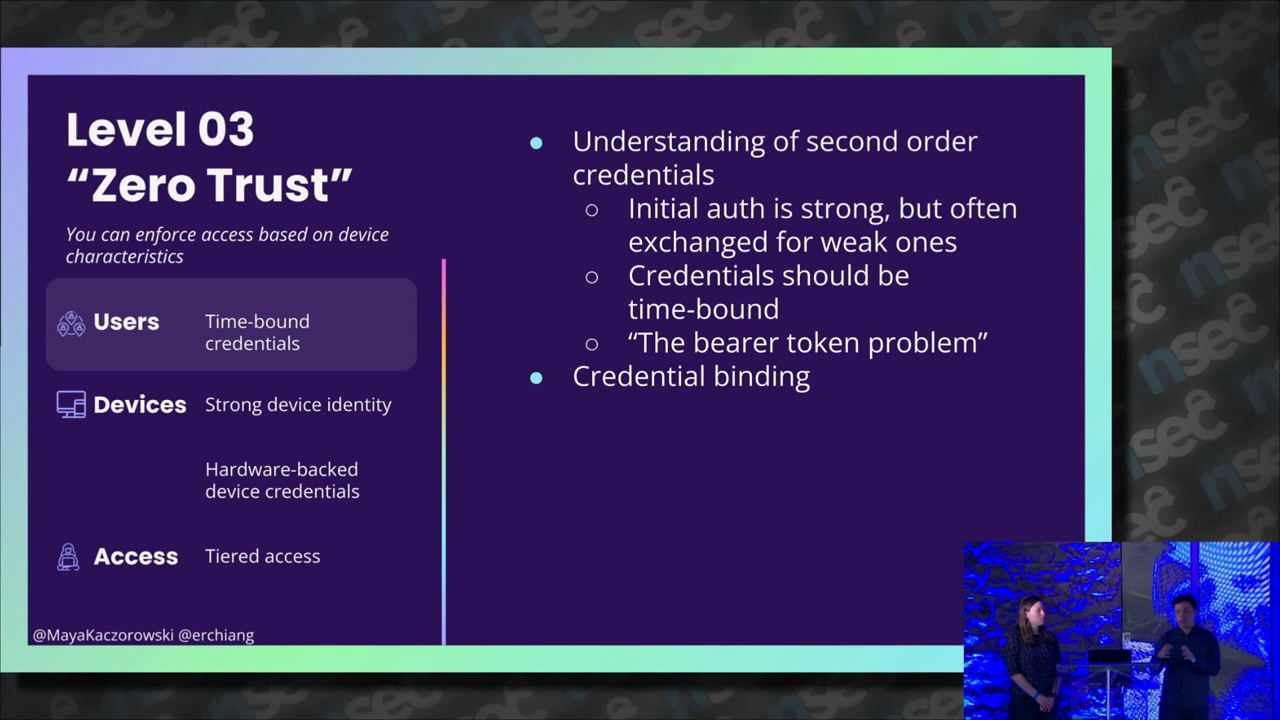 Level 03
“Zero Trust”
You can enforce access based on device
characteristics
Users
Time-bound
credentials
Devices
Strong device identity
Hardware-backed
device credentials
Access
Tiered access
@MayaKaczorowski @erchiang
● Understanding of second order
credentials
○ Initial auth is strong, but often
exchanged for weak ones
○ Credentials should be
time-bound
○ “The bearer token problem”
● Credential binding
nsec